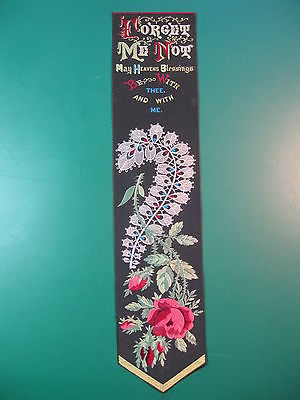 Forget
Me Not
May Heavens Blessings
Be With
THEE.
AND WITH
ME.